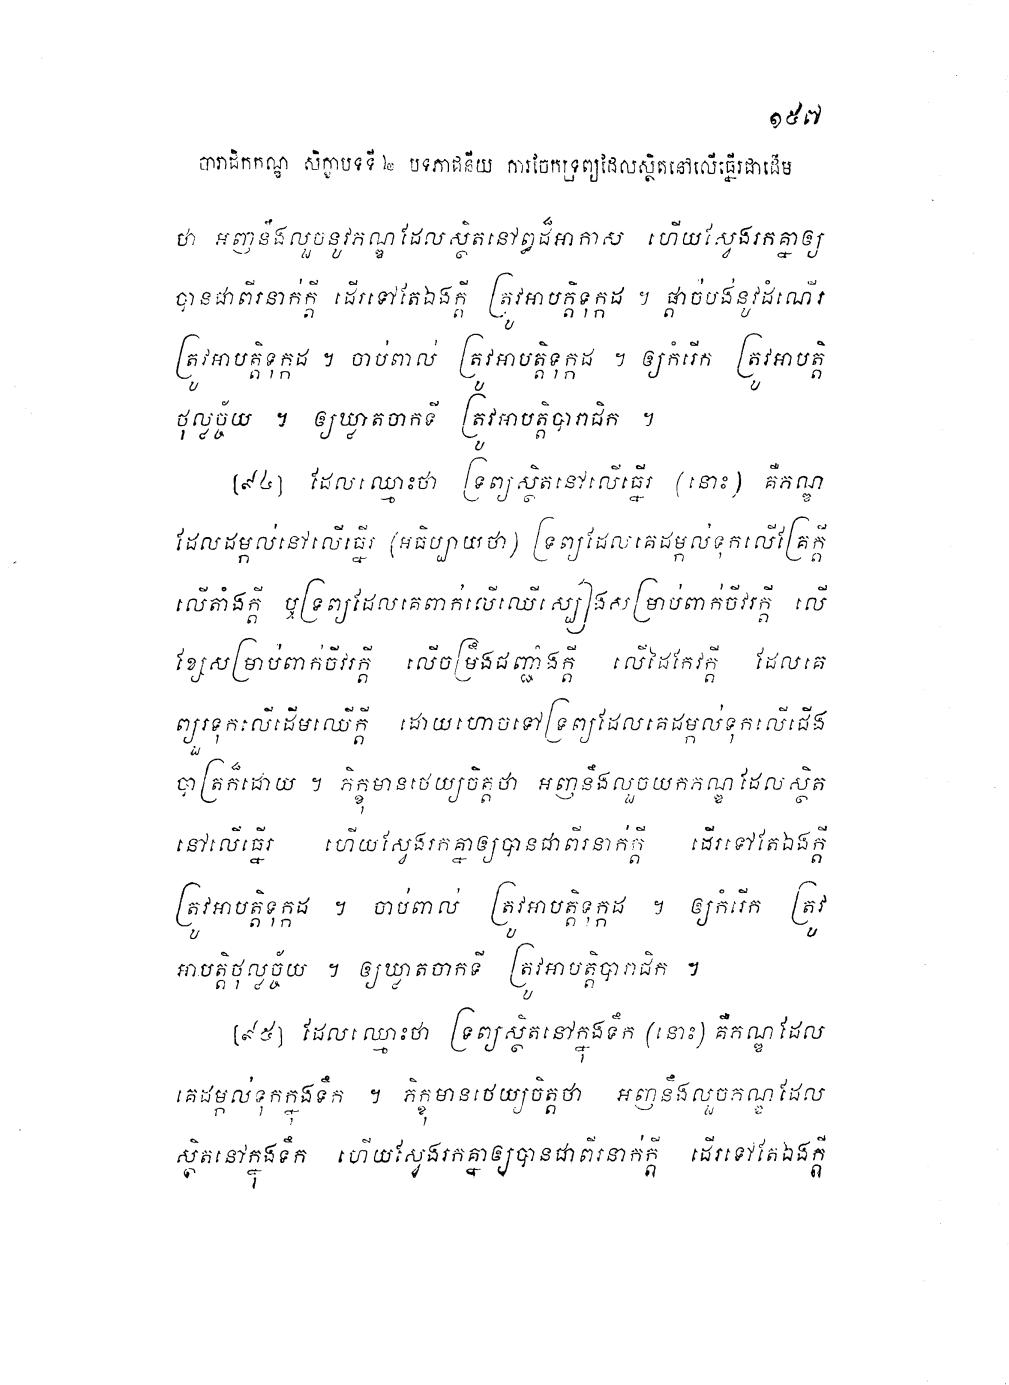 ១៥៧
បារាជិកកណ្ឌ សិក្ខាបទទី ២ បទភាជនីយ ការចែកទ្រព្យដែលស្ថិតនៅលើធ្នើរជាដើម
ថា អញនឹងលួចនូវភណ្ឌដែលស្ថិតនៅឰដ៏អាកាស ហើយស្វែងរកគ្នាឲ្យ
បានជាពីរនាក់ក្តី ដើរទៅតែឯងក្តី ត្រូវអាបត្តិទុក្កដ ។ ផ្តាច់បង់នូវដំណើរ
ត្រូវអាបត្តិទុក្កដ ។ ចាប់ពាល់ ត្រូវអាបត្តិទុក្កដ ។ ឲ្យកំរើក ត្រូវអាបត្តិ
ថុល្លច្ច័យ ។ ឲ្យឃ្លាតចាកទី ត្រូវអាបត្តិបារាជិក ។
[៩៤] ដែលឈ្មោះថា ទ្រព្យស្ថិតនៅលើធ្នើរ (នោះ) គឺភណ្ឌ
ដែលដម្កល់នៅលើធ្នើរ (អធិប្បាយថា) ទ្រព្យដែលគេដម្កល់ទុកលើគ្រែក្តី
លើតាំងក្តី ឬទ្រព្យដែលគេពាក់លើឈើស្បៀងសម្រាប់ពាក់ចីវរក្តី លើ
ខ្សែសម្រាប់ពាក់ចីវរក្តី លើចម្រឹងជញ្ជាំងក្តី លើដៃកែវក្តី ដែលគេ
ព្យួរទុកលើដើមឈើក្តី ដោយហោចទៅទ្រព្យដែលគេដម្កល់ទុកលើជើង
បាត្រក៏ដោយ ។ ភិក្ខុមានថេយ្យចិត្តថា អញនឹងលួចយកភណ្ឌដែលស្ថិត
នៅលើធ្នើរ ហើយស្វែងរកគ្នាឲ្យបានជាពីរនាក់ក្តី ដើរទៅតែឯងក្តី
ត្រូវអាបត្តិទុក្កដ ។ ចាប់ពាល់ ត្រូវអាបត្តិទុក្កដ ។ ឲ្យកំរើក ត្រូវ
អាបត្តិថុល្លច្ច័យ ។ ឲ្យឃ្លាតចាកទី ត្រូវអាបត្តិបារាជិក ។
[៩៥] ដែលឈ្មោះថា ទ្រព្យស្ថិតនៅក្នុងទឹក (នោះ) គឺភណ្ឌដែល
គេដម្កល់ទុកក្នុងទឹក ។ ភិក្ខុមានថេយ្យចិត្តថា អញនឹងលួចភណ្ឌដែល
ស្ថិតនៅក្នុងទឹក ហើយស្វែងរកគ្នាឲ្យបានជាពីរនាក់ក្តី ដើរទៅតែឯងក្តី